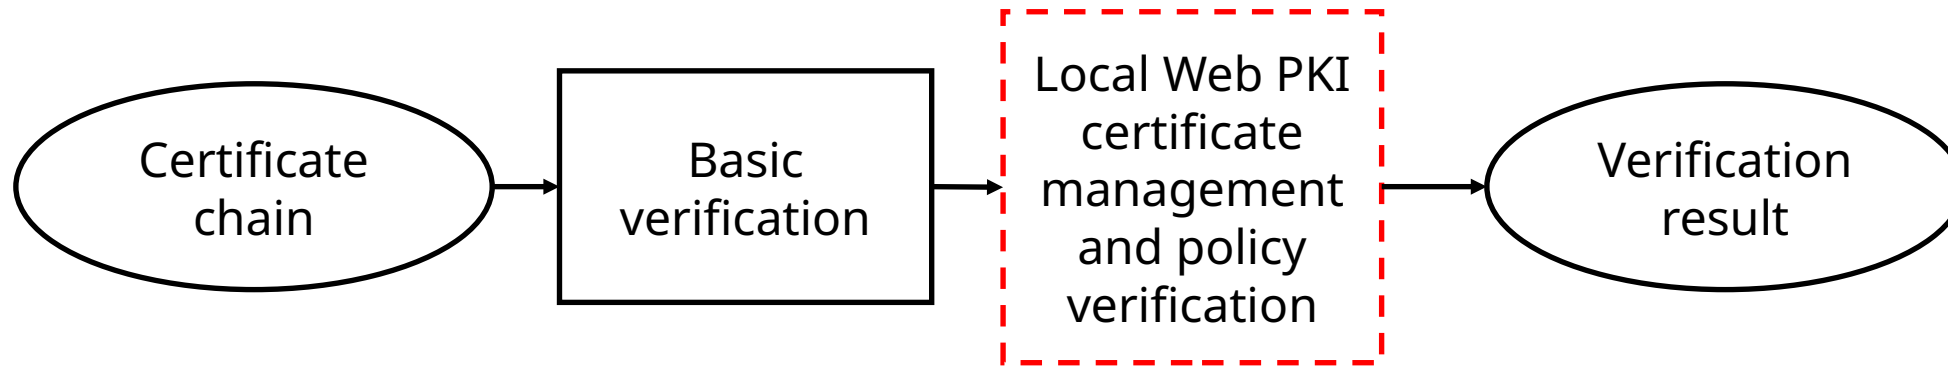 Certificate
chain
Basic
verification
Local Web PKI
certificate
management
and policy
verification
Verification
result